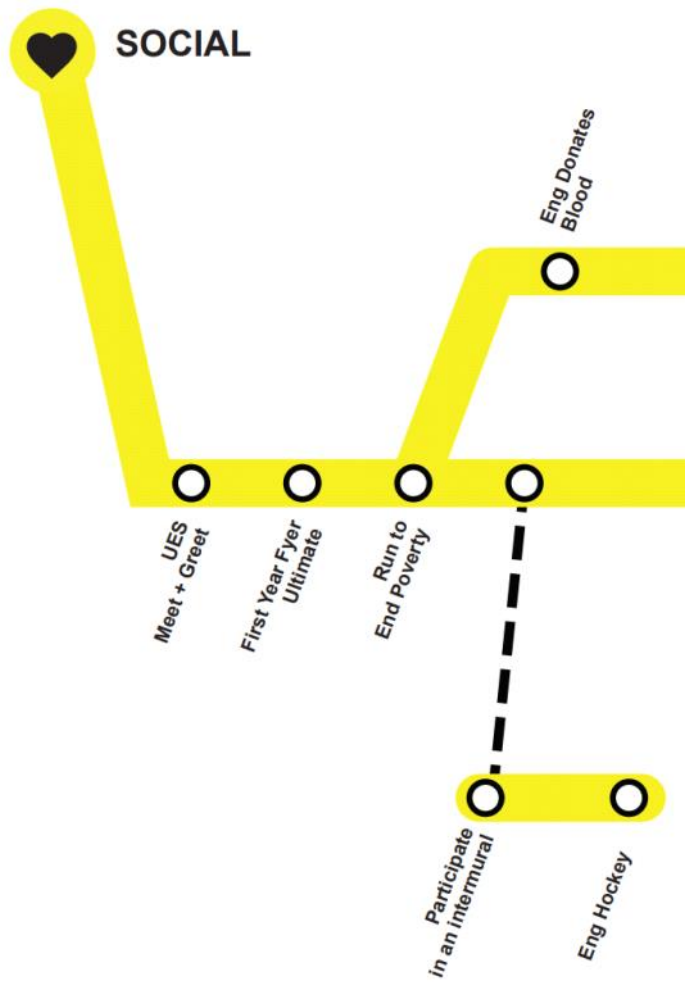 SOCIAL
Eng Donates
Blood
UES
Meet + Greet
First Year Fyer
Ultimate
Run to
End Poverty
Participate
in an intermural
Eng Hockey